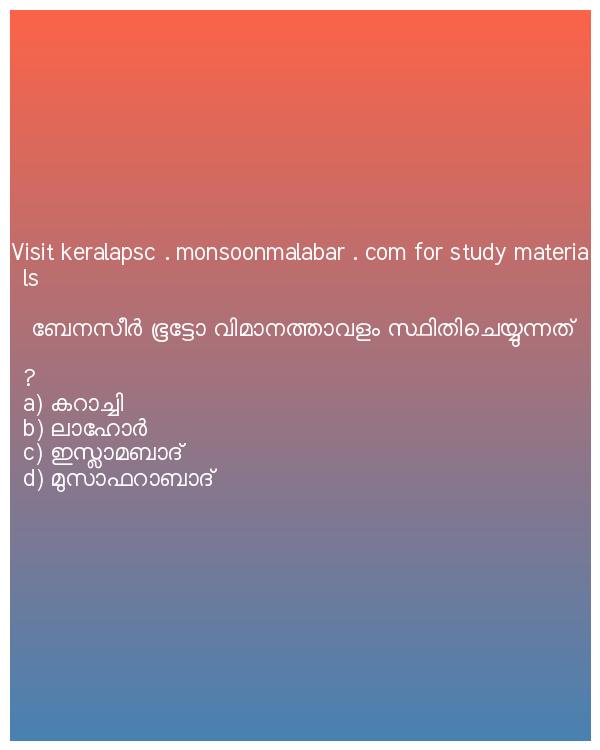 Visit keralapsc . monsoonmalabar . com for study materia
ls
ബേനസീർ ഭൂട്ടോ വിമാനത്താവളം സ്ഥിതിചെയ്യുന്നത്
?
a) കറാച്ചി
b) ലാഹോർ
c) ഇസ്ലാമബാദ്
d) മുസാഫറാബാദ്